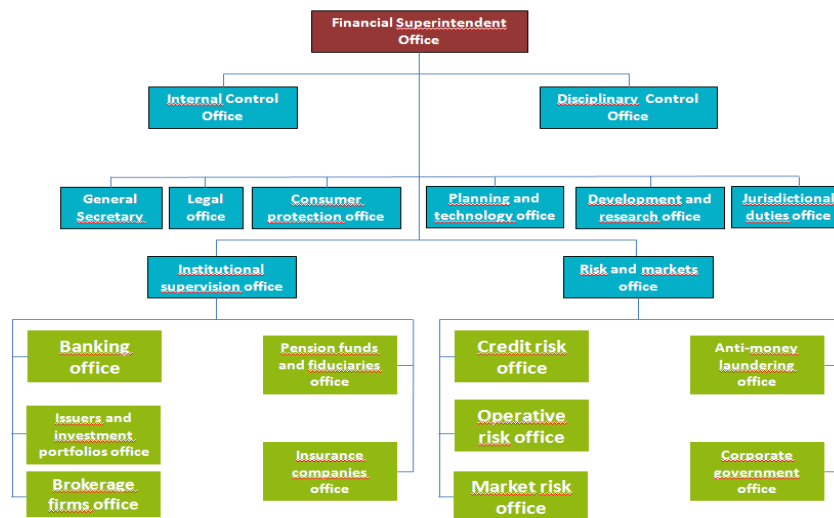 Financial Superintendent
Office
Internal Control
Office
Disciplinary Control
Office
General
Secretary
Legal
office
Consumer
protection office
Planning and
technology office
Development and
research office
Jurisdictional
duties office
Institutional
supervision office
Risk and markets
office
Banking
office
Pension funds
and fiduciaries
office
Credit risk
office
Anti-money
laundering
office
Issuers and
investment
portfolios office
Operative
risk office
Insurance
companies
office
Corporate
government
office
Brokerage
firms office
Market risk
office